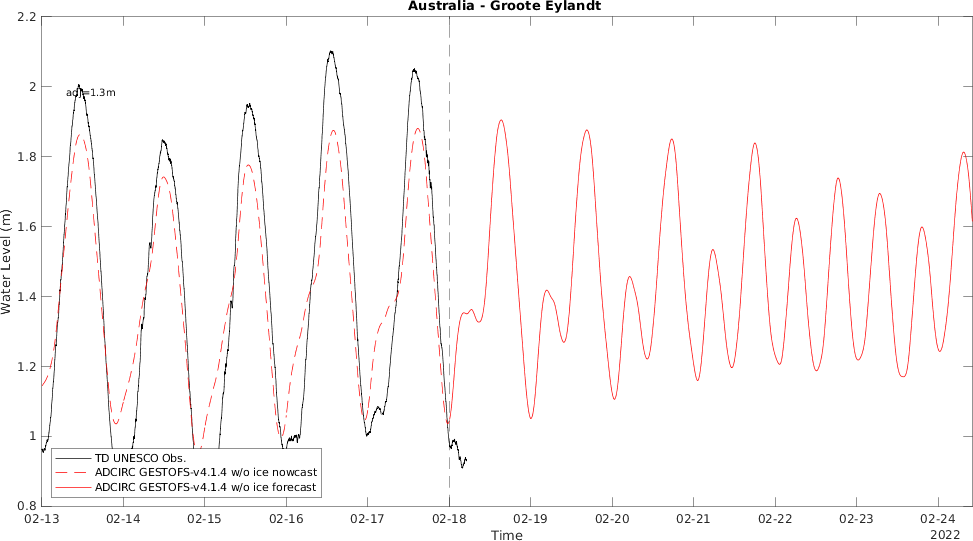 Australia - Groote Eylandt
2.2
2
1.8
1.6
1.4
1.2
1
0.8
Water Level (m)
adj=1.3m
TD UNESCO Obs.
ADCIRC GESTOFS-v4.1.4 w/o ice nowcast
ADCIRC GESTOFS-v4.1.4 w/o ice forecast
02-13 02-14 02-15 02-16 02-17 02-18 02-19 02-20 02-21 02-22 02-23 02-24
Time
2022